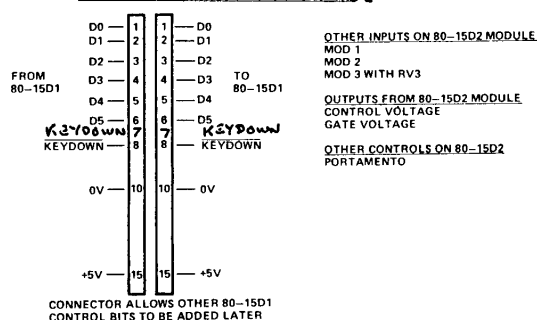 D0 1 1 D0
D1 2 2 D1
D2 3 3 D2
FROM 80-15D1
D3 4 4 D3
TO 80-15D1
D4 5 5 D4
D5 6 6 D5
KEYDOWN 7 7 KEYDOWN
KEYDOWN 8 8 KEYDOWN
0V 10 10 0V
+5V 15 15 +5V
CONNECTOR ALLOWS OTHER 80-15D1
CONTROL BITS TO BE ADDED LATER
OTHER INPUTS ON 80-15D2 MODULE
MOD 1
MOD 2
MOD 3 WITH RV3
OUTPUTS FROM 80-15D2 MODULE
CONTROL VOLTAGE
GATE VOLTAGE
OTHER CONTROLS ON 80-15D2
PORTAMENTO